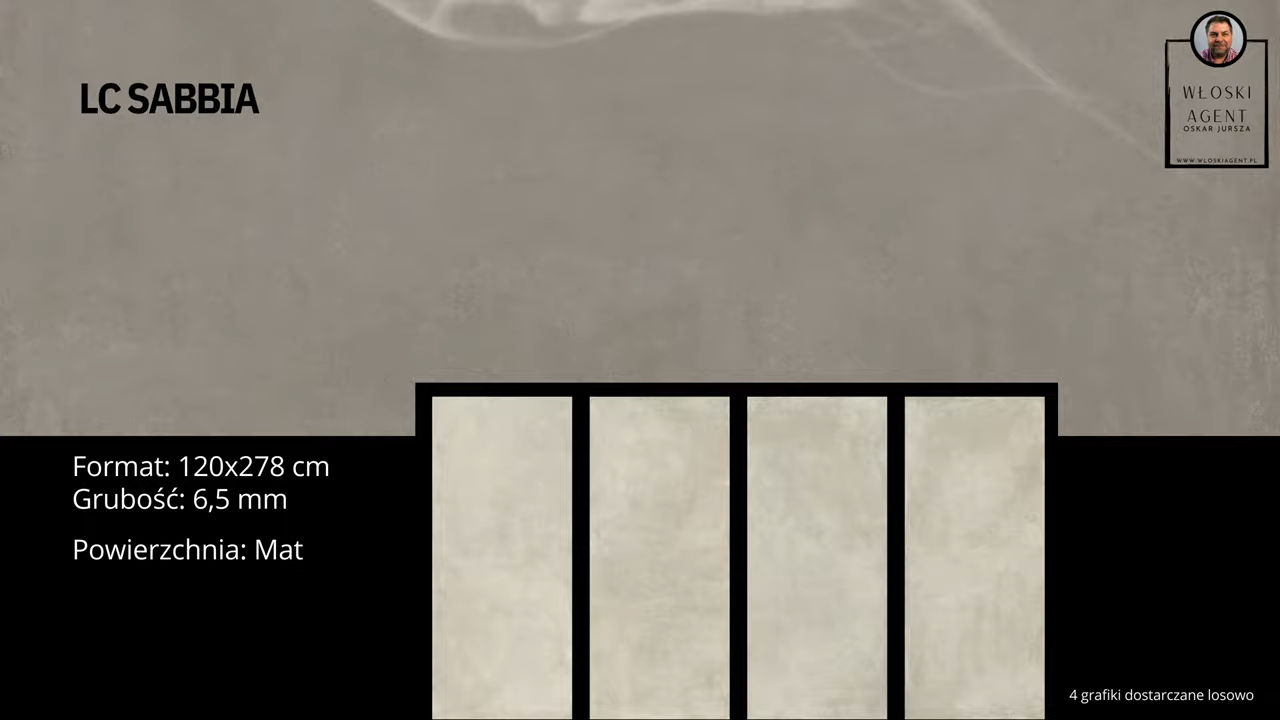 LC SABBIA
WŁOSKI
AGENT
OSKAR JURSZA
WWW.WLOSKIAGENT.PL
Format: 120x278 cm
Grubość: 6,5 mm
Powierzchnia: Mat
4 grafiki dostarczane losowo